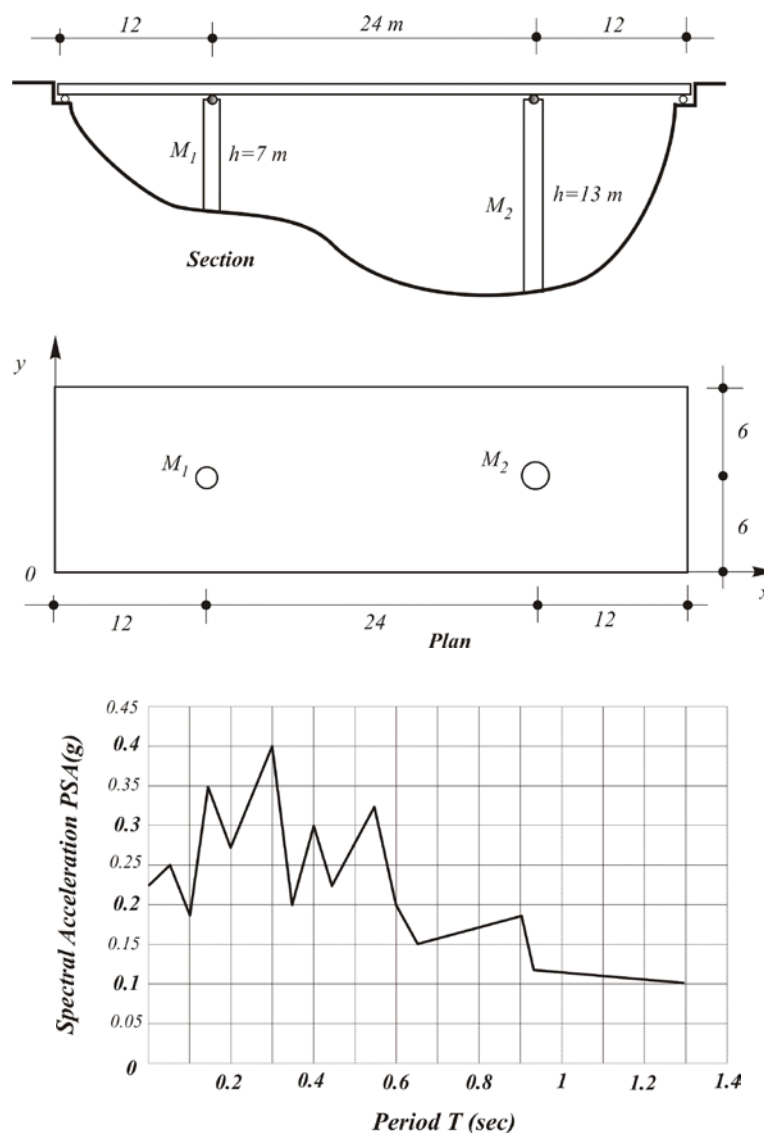 12 24 m 12
M1 h=7 m
M2 h=13 m
Section
y
M1 M2
6
6
0
x
12 24 12
Plan
Spectral Acceleration PSA(g)
0.45
0.4
0.35
0.3
0.25
0.2
0.15
0.1
0.05
0
0.2 0.4 0.6 0.8 1 1.2 1.4
Period T (sec)